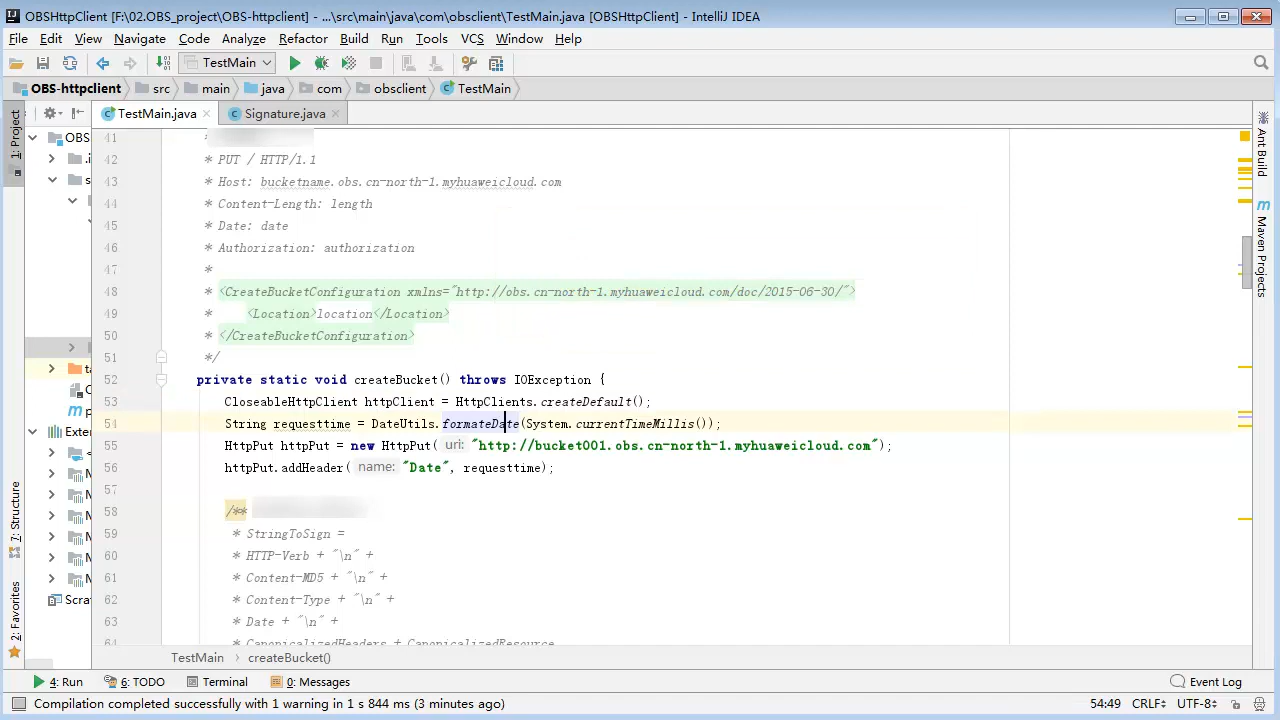 OBSHttpClient [F:\02.OBS_project\OBS-httpclient] - ...\src\main\java\com\obsclient\TestMain.java [OBSHttpClient] - IntelliJ IDEA
File Edit View Navigate Code Analyze Refactor Build Run Tools VCS Window Help
TestMain
OBS-httpclient src main java com obsclient TestMain
TestMain.java Signature.java
1: Project
7: Structure
2: Favorites
OBS
.i
s
ta
p
Exter
Scra
41
42 * PUT / HTTP/1.1
43 * Host: bucketname.obs.cn-north-1.myhuaweicloud.com
44 * Content-Length: length
45 * Date: date
46 * Authorization: authorization
47 *
48 * <CreateBucketConfiguration xmlns="http://obs.cn-north-1.myhuaweicloud.com/doc/2015-06-30/">
49 * <Location>location</Location>
50 * </CreateBucketConfiguration>
51 */
52 private static void createBucket() throws IOException {
53 CloseableHttpClient httpClient = HttpClients.createDefault();
54 String requesttime = DateUtils.formateDate(System.currentTimeMillis());
55 HttpPut httpPut = new HttpPut( uri: "http://bucket001.obs.cn-north-1.myhuaweicloud.com");
56 httpPut.addHeader( name: "Date", requesttime);
57
58 /**
59 * StringToSign =
60 * HTTP-Verb + "\n" +
61 * Content-MD5 + "\n" +
62 * Content-Type + "\n" +
63 * Date + "\n" +
64 * CanonicalizedHeaders + CanonicalizedResource
Ant Build
Maven Projects
TestMain createBucket()
4: Run 6: TODO Terminal 0: Messages Event Log
Compilation completed successfully with 1 warning in 1 s 844 ms (3 minutes ago) 54:49 CRLF÷ UTF-8÷